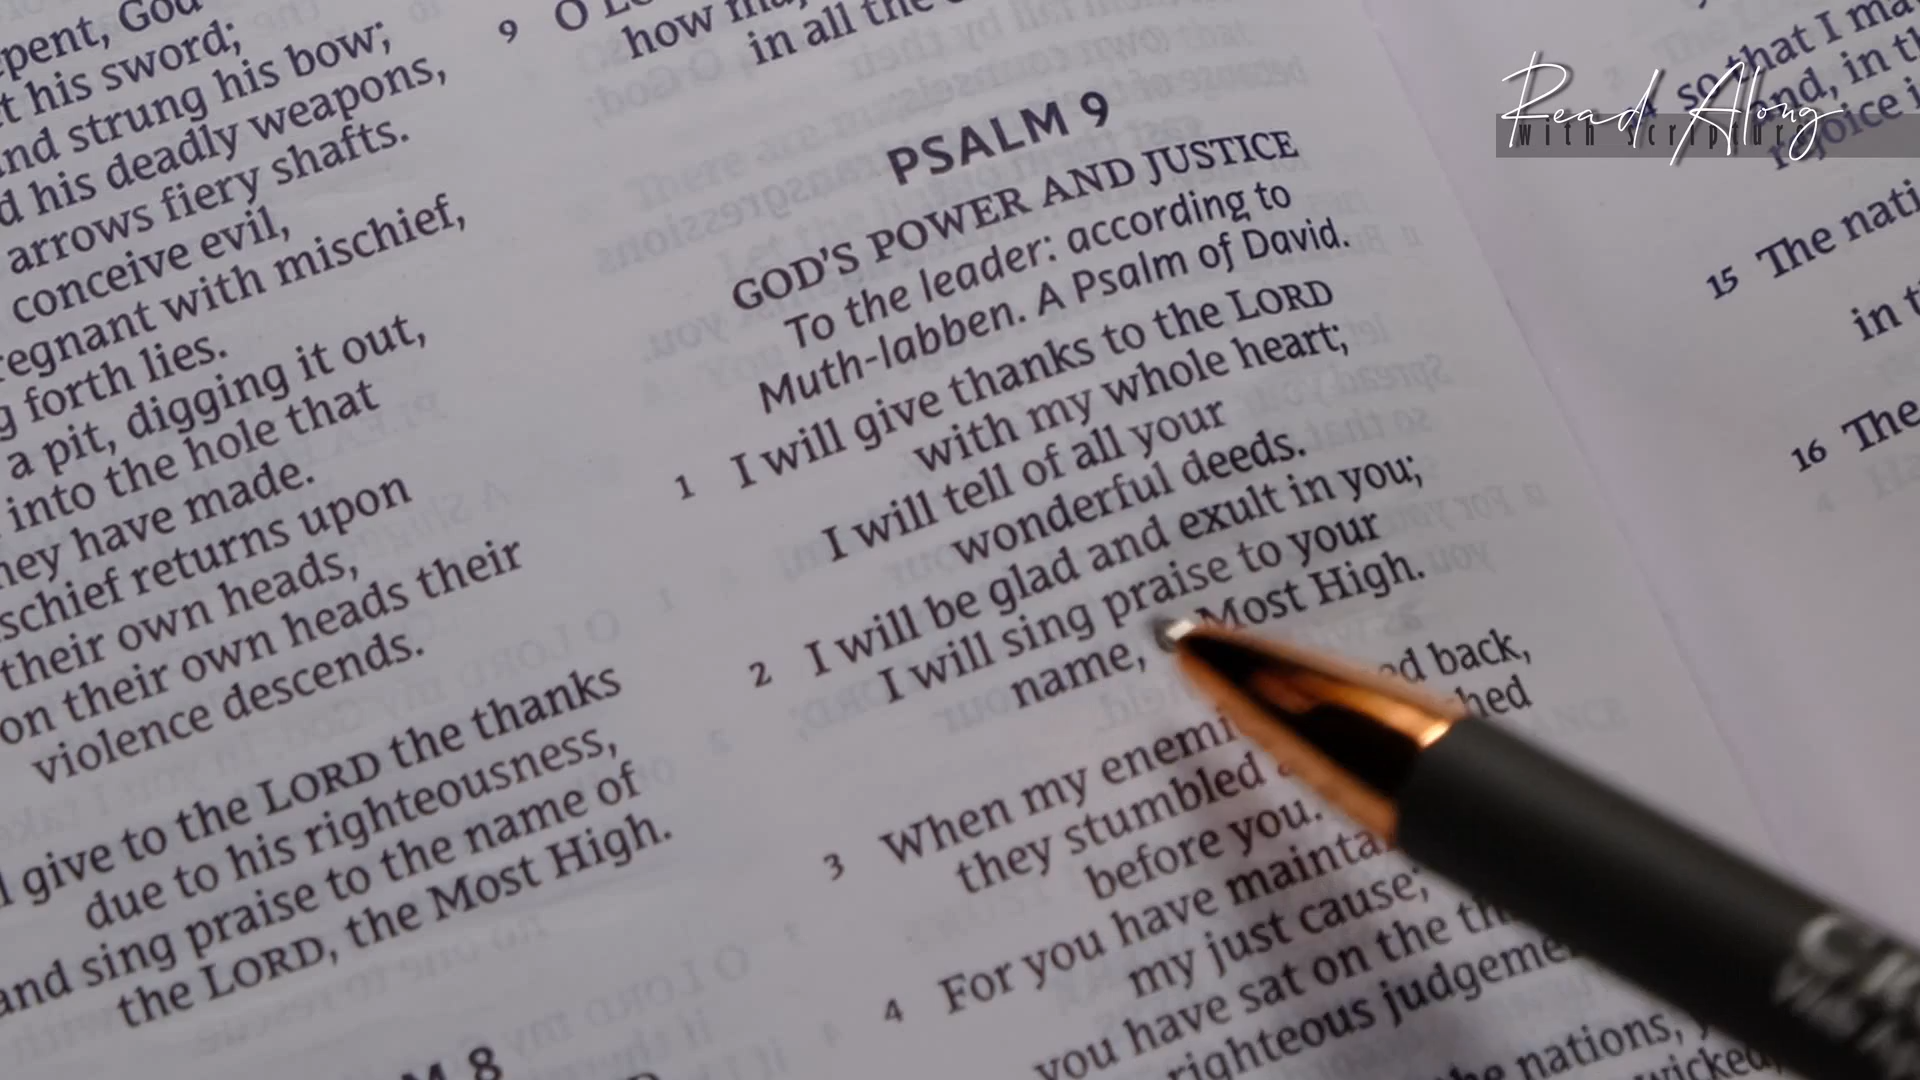 pent, God
t his sword;
nd strung his bow;
d his deadly weapons,
arrows fiery shafts.
conceive evil,
regnant with mischief,
g forth lies.
a pit, digging it out,
into the hole that
hey have made.
schief returns upon
their own heads,
on their own heads their
violence descends.
give to the LORD the thanks
due to his righteousness,
and sing praise to the name of
the LORD, the Most High.
M 8
9 O
how
in all the
PSALM 9
GOD'S POWER AND JUSTICE
To the leader: according to
Muth-labben. A Psalm of David.
1 I will give thanks to the LORD
with my whole heart;
I will tell of all your
wonderful deeds.
2 I will be glad and exult in you;
I will sing praise to your
name, Most High.
3 When my enemi ed back,
they stumbled hed
before you.
4 For you have mainta
my just cause;
you have sat on the th
righteous judgeme
he nations,
wicked,
so that I ma
and, in th
rejoice i
15 The nati
in t
16 The
Read Along
with scripture